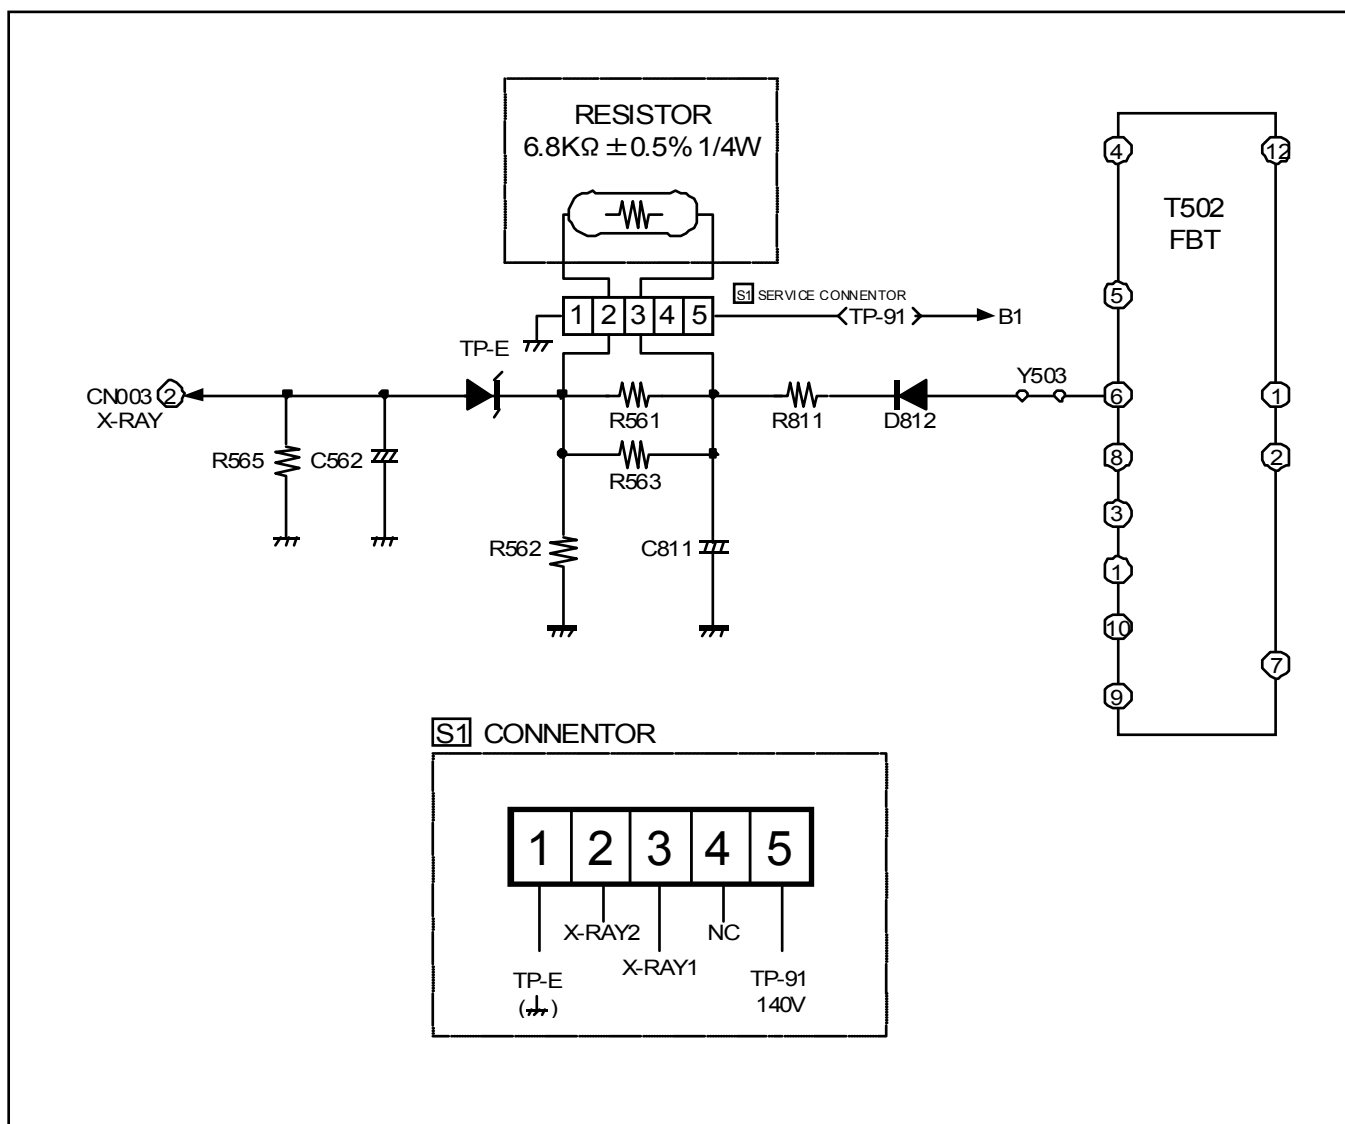 RESISTOR
6.8KΩ ±0.5% 1/4W
4
12
T502
FBT
5
S1 SERVICE CONNENTOR
1 2 3 4 5
TP-91
B1
TP-E
CN003 2
X-RAY
Y503
6
1
R561
R811
D812
R565
C562
R563
8
2
3
R562
C811
1
10
7
9
S1 CONNENTOR
1 2 3 4 5
X-RAY2
NC
X-RAY1
TP-E
TP-91
( )
140V